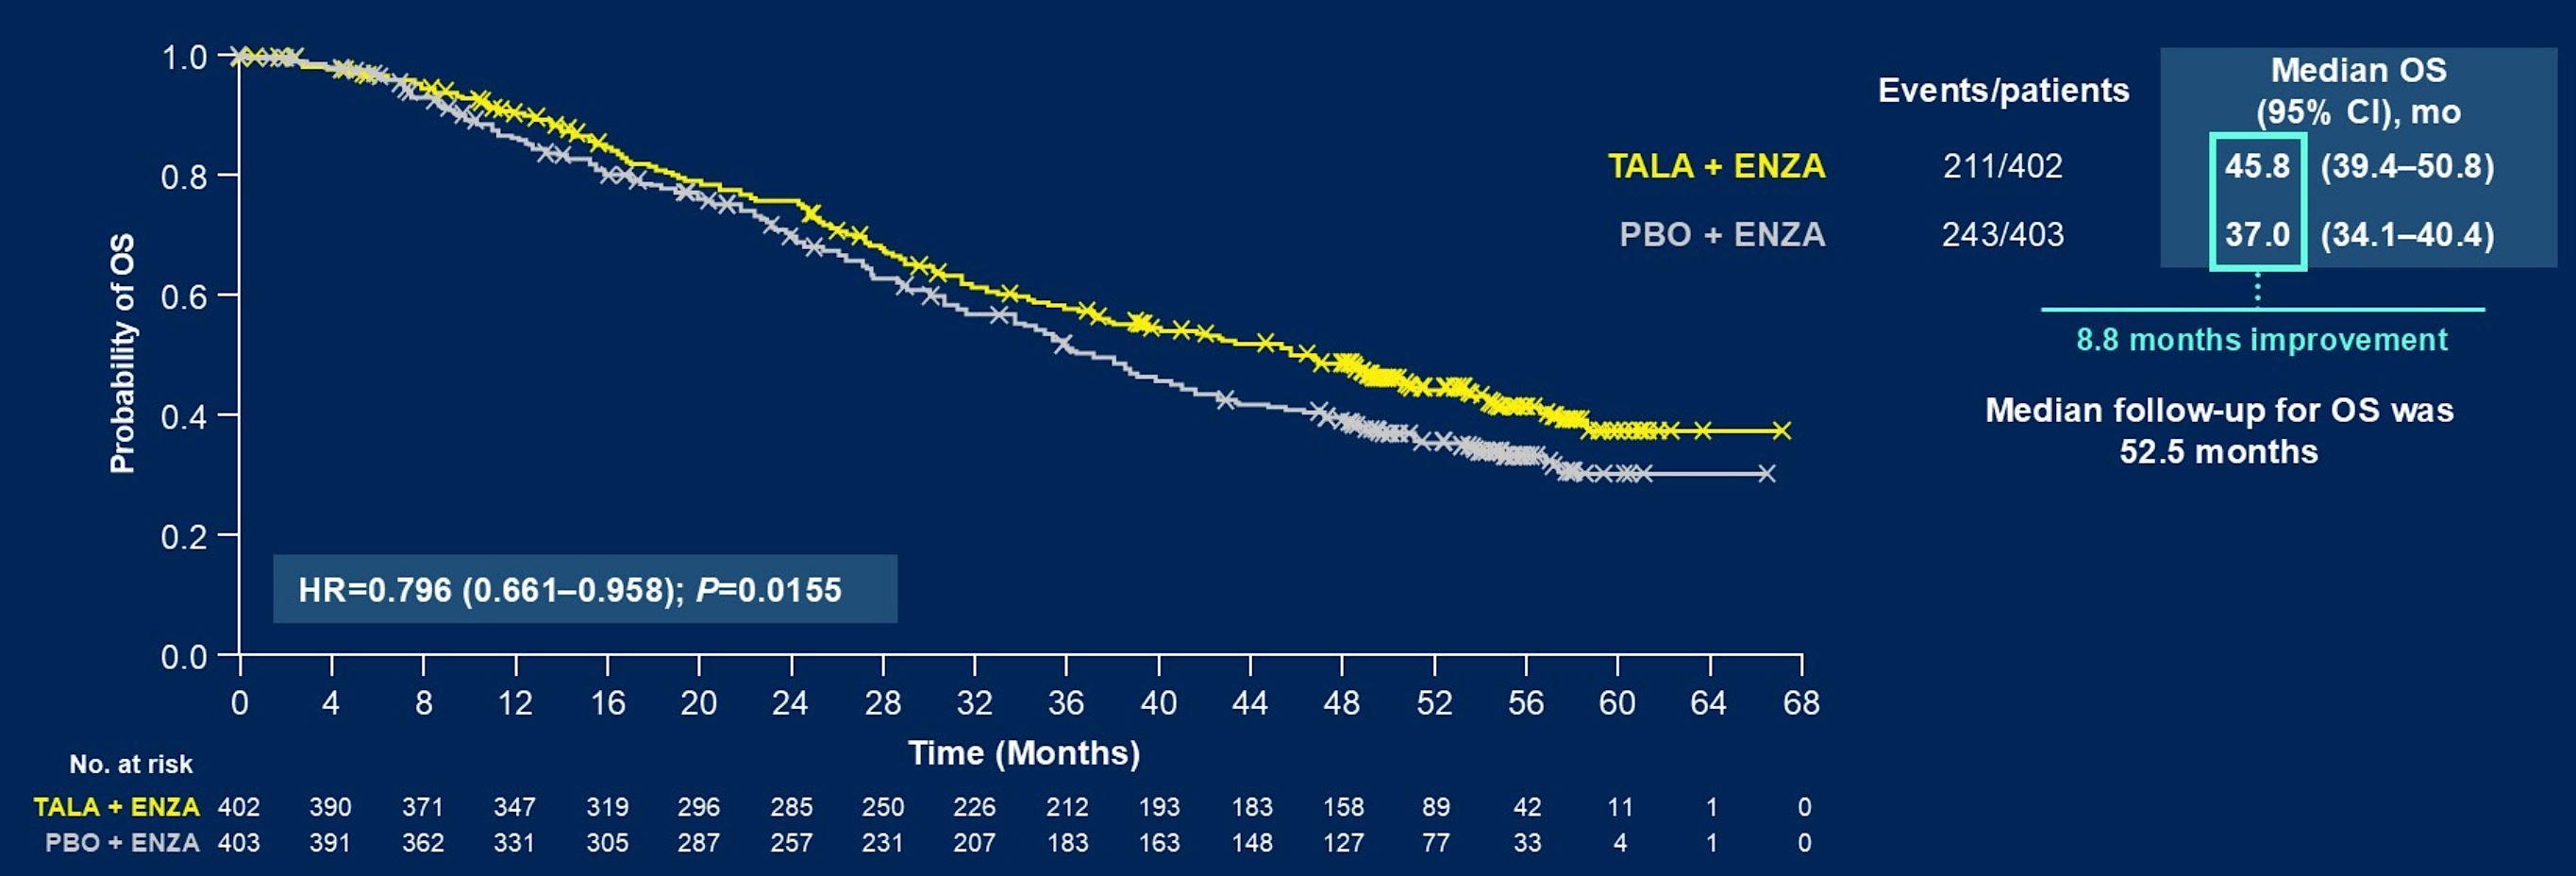 Events/patients
Median OS
(95% CI), mo
TALA + ENZA 211/402 45.8 (39.4–50.8)
PBO + ENZA 243/403 37.0 (34.1–40.4)
8.8 months improvement
Median follow-up for OS was
52.5 months
Probability of OS
1.0
0.8
0.6
0.4
0.2
0.0
HR=0.796 (0.661–0.958); P=0.0155
0 4 8 12 16 20 24 28 32 36 40 44 48 52 56 60 64 68
Time (Months)
No. at risk
TALA + ENZA 402 390 371 347 319 296 285 250 226 212 193 183 158 89 42 11 1 0
PBO + ENZA 403 391 362 331 305 287 257 231 207 183 163 148 127 77 33 4 1 0